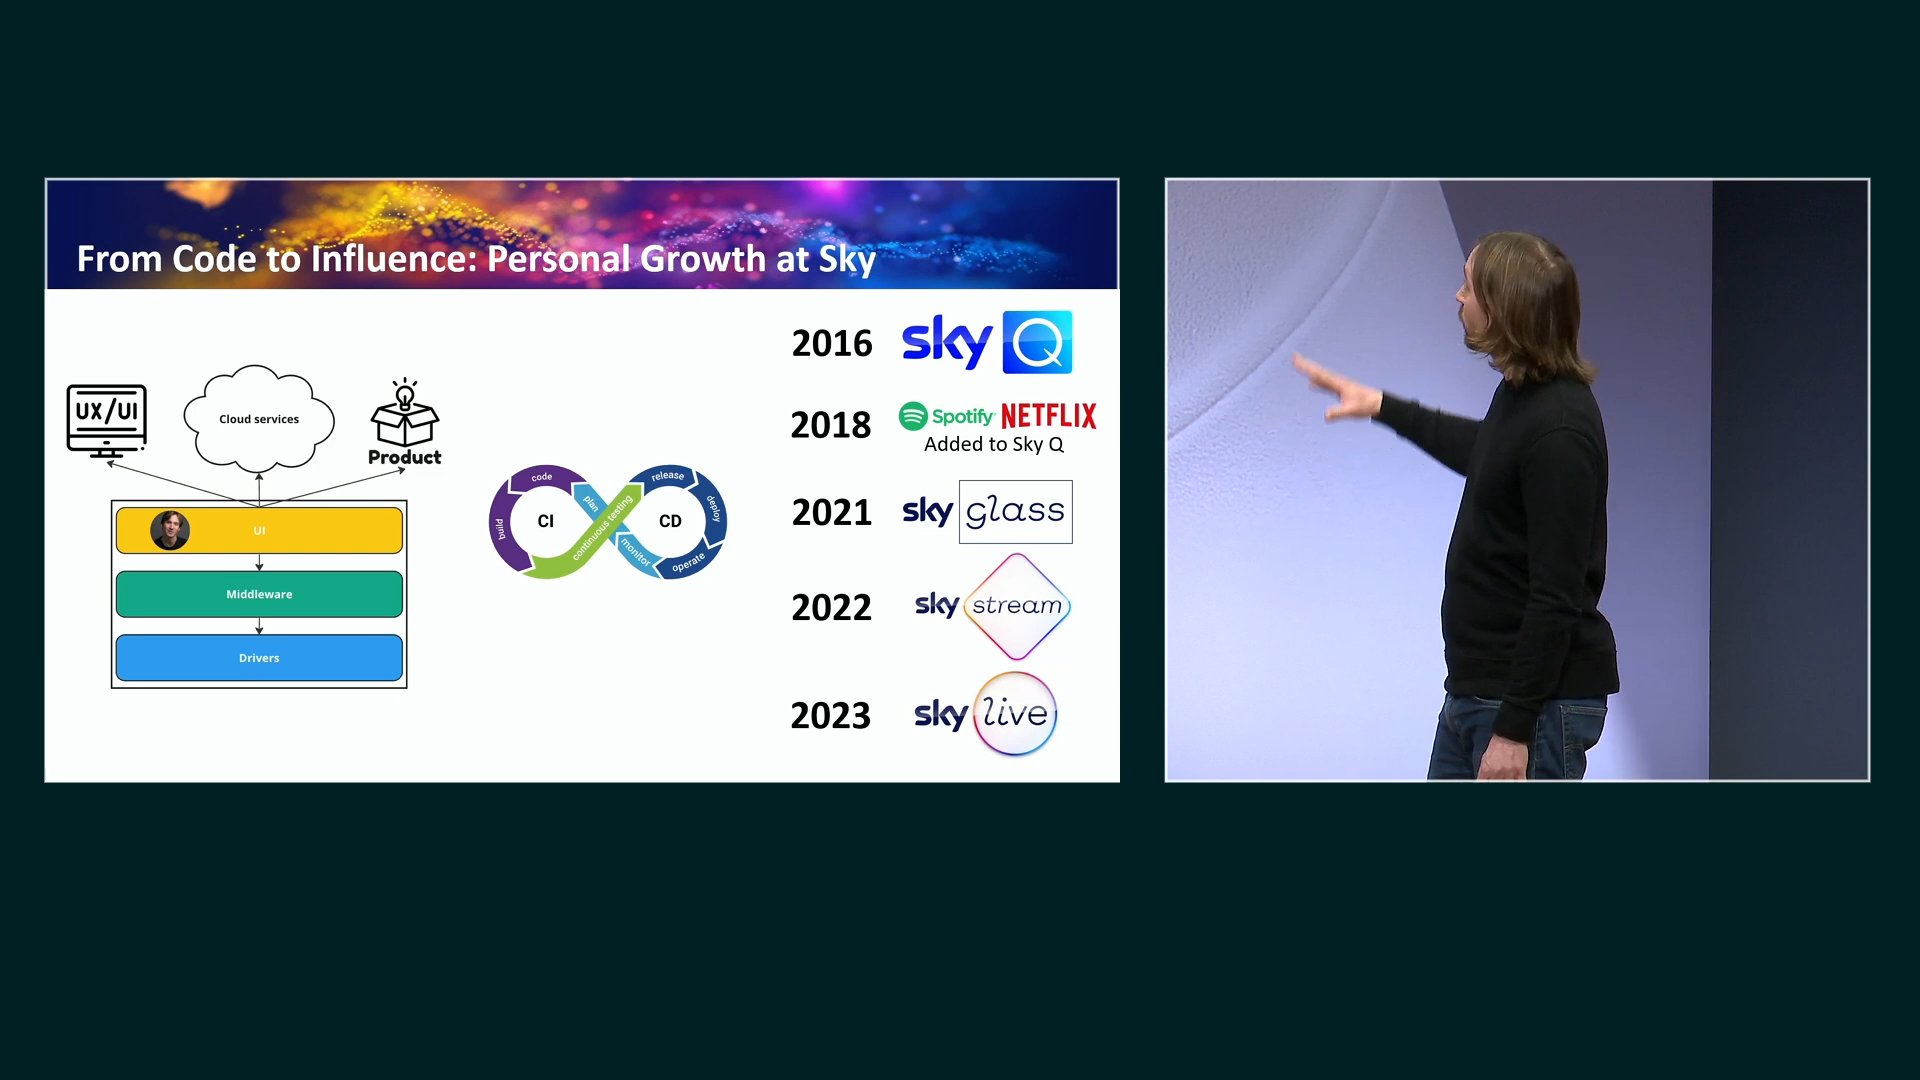 From Code to Influence: Personal Growth at Sky
UX/UI
Cloud services
Product
UI
Middleware
Drivers
CI
CD
code
build
plan
continuous testing
monitor
release
deploy
operate
2016 sky Q
2018 Spotify NETFLIX
Added to Sky Q
2021 sky glass
2022 sky stream
2023 sky live